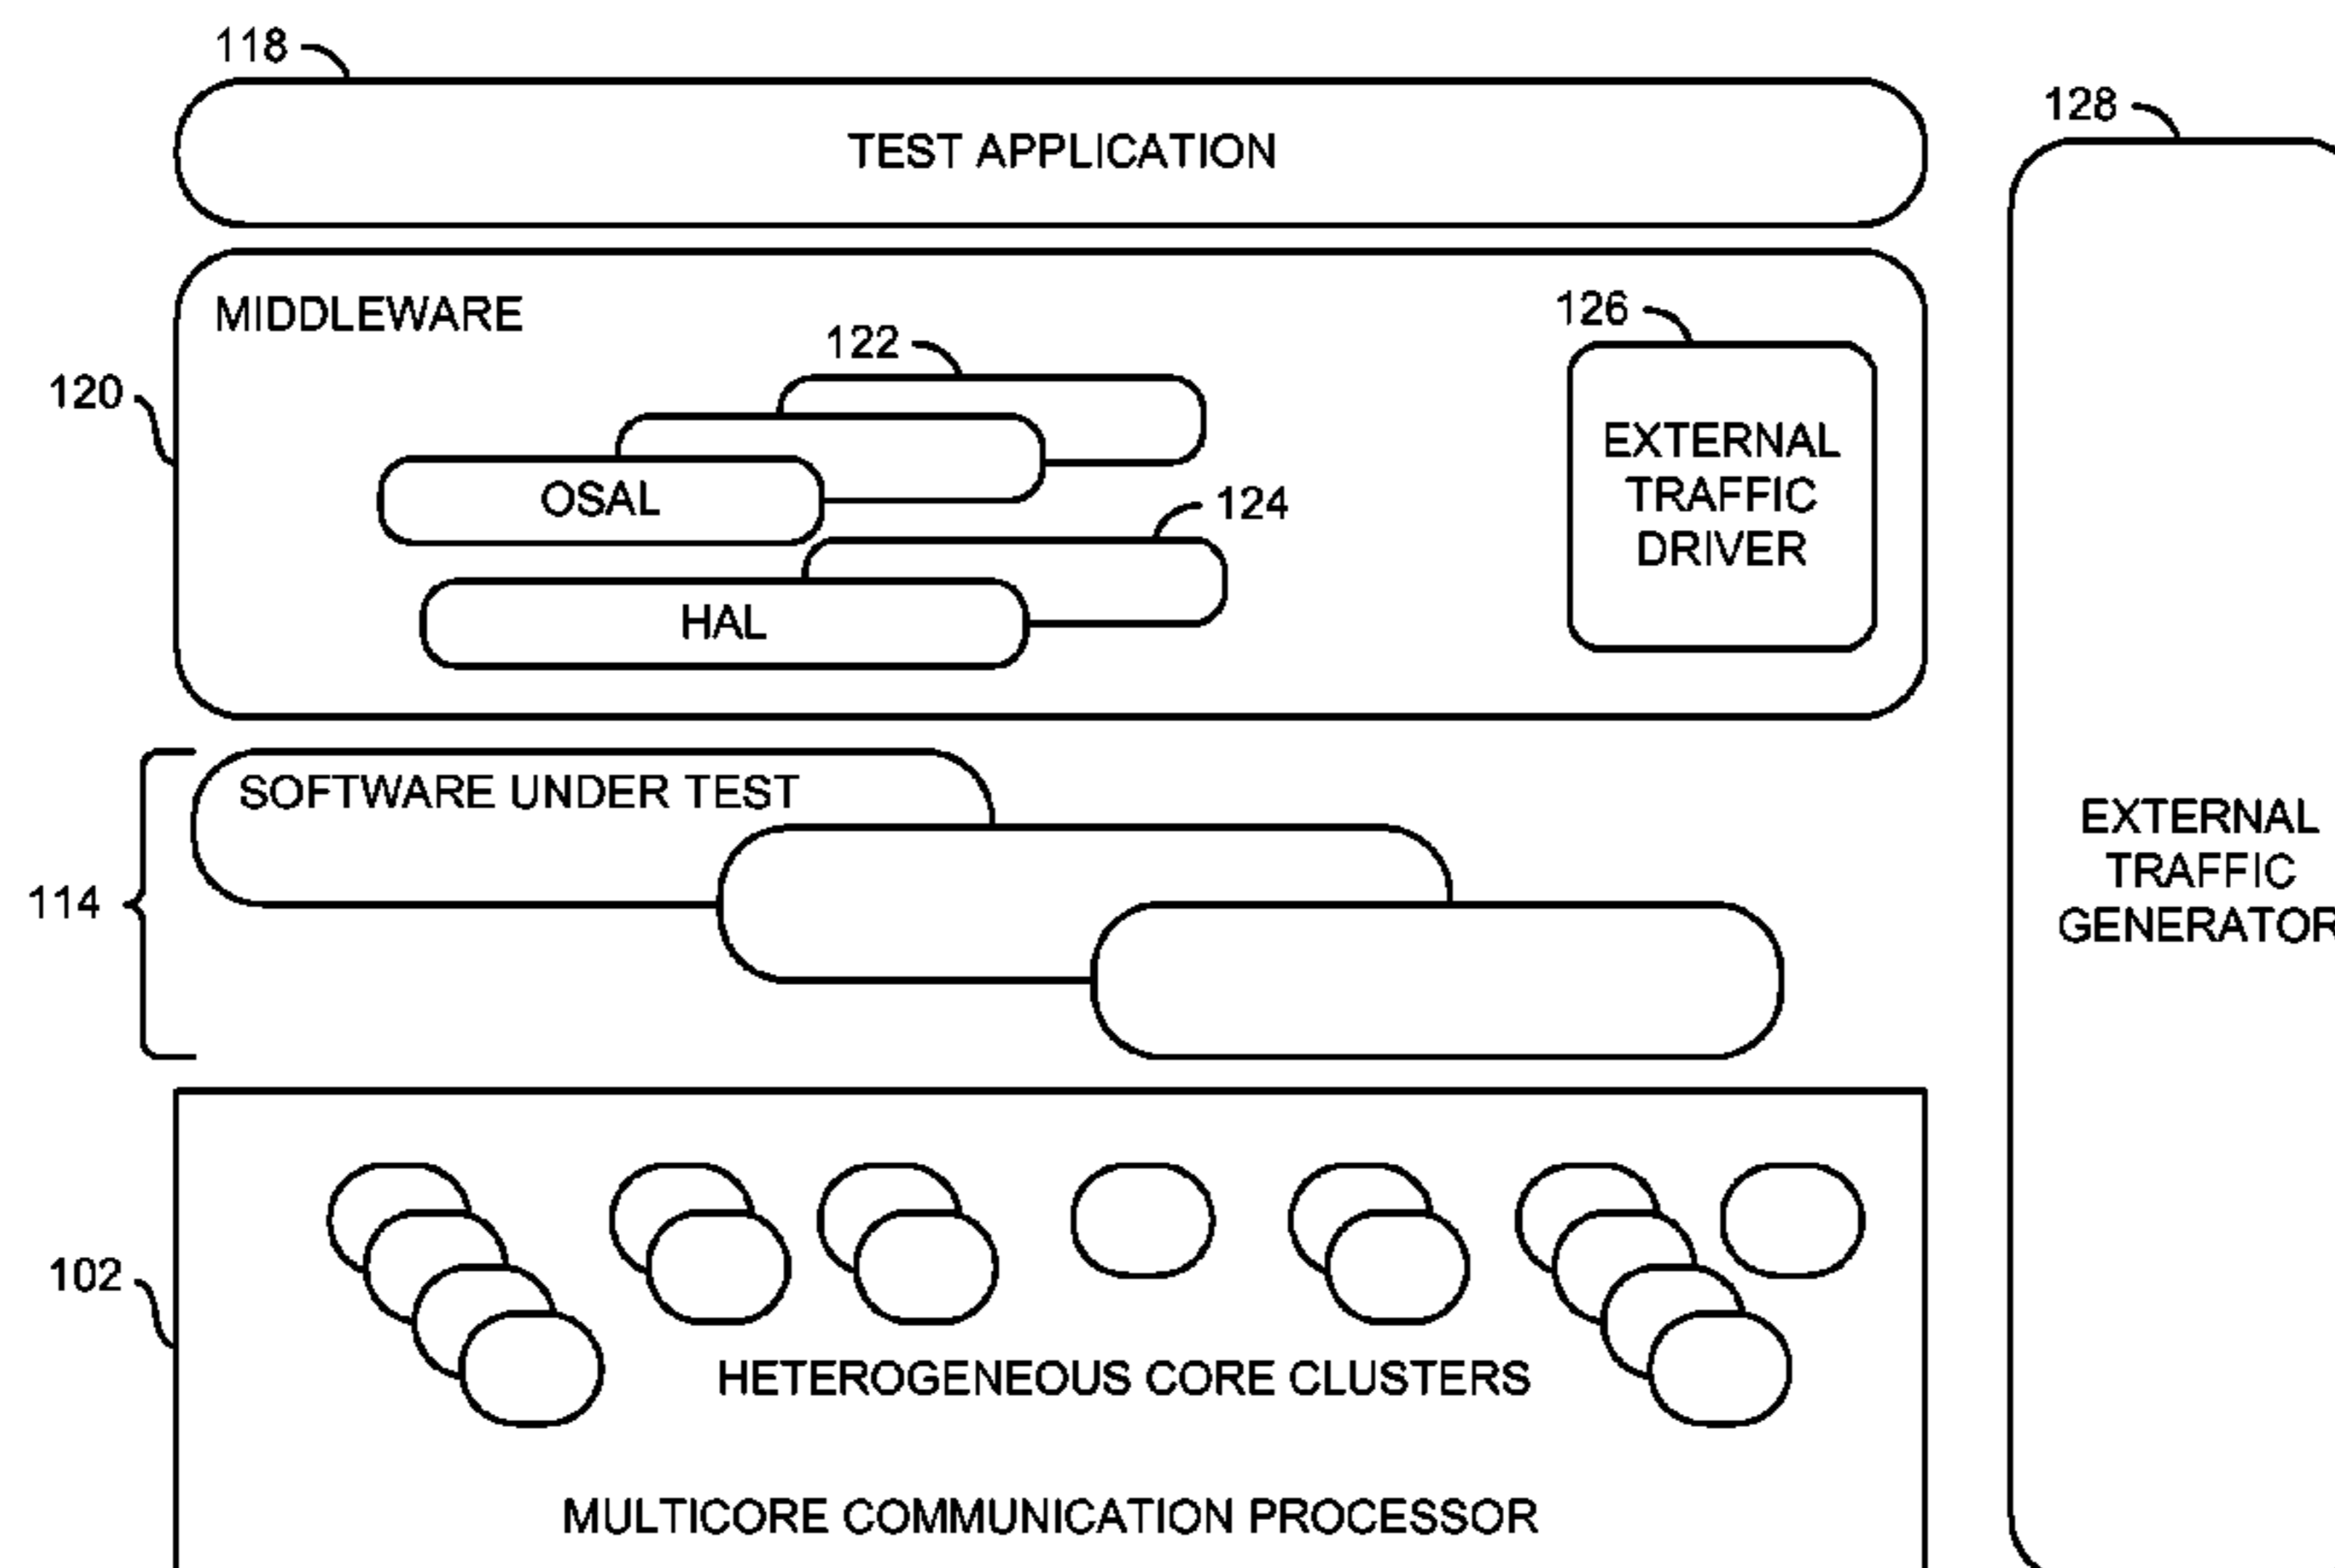 118
TEST APPLICATION
128
MIDDLEWARE
126
122
120
EXTERNAL
TRAFFIC
DRIVER
OSAL
124
HAL
SOFTWARE UNDER TEST
114
EXTERNAL
TRAFFIC
GENERATOR
102
HETEROGENEOUS CORE CLUSTERS
MULTICORE COMMUNICATION PROCESSOR